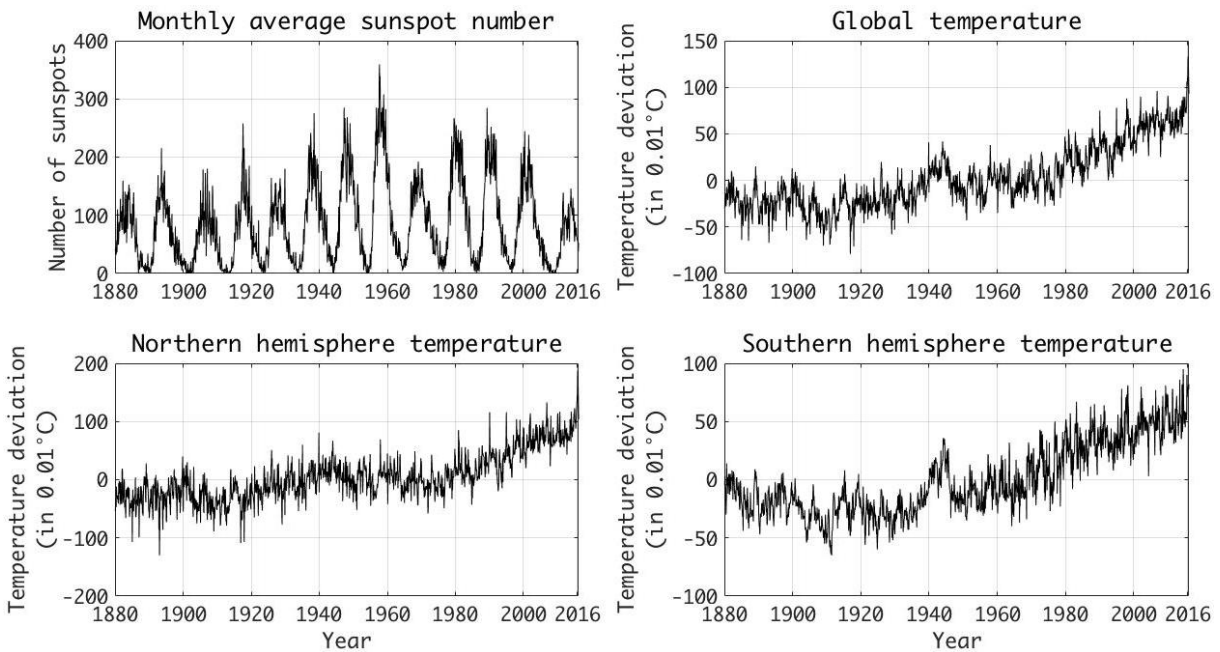 Monthly average sunspot number
Number of sunspots
400
300
200
100
0
1880 1900 1920 1940 1960 1980 2000 2016
Global temperature
Temperature deviation
(in 0.01°C)
150
100
50
0
-50
-100
1880 1900 1920 1940 1960 1980 2000 2016
Northern hemisphere temperature
Temperature deviation
(in 0.01°C)
200
100
0
-100
-200
1880 1900 1920 1940 1960 1980 2000 2016
Year
Southern hemisphere temperature
Temperature deviation
(in 0.01°C)
100
50
0
-50
-100
1880 1900 1920 1940 1960 1980 2000 2016
Year